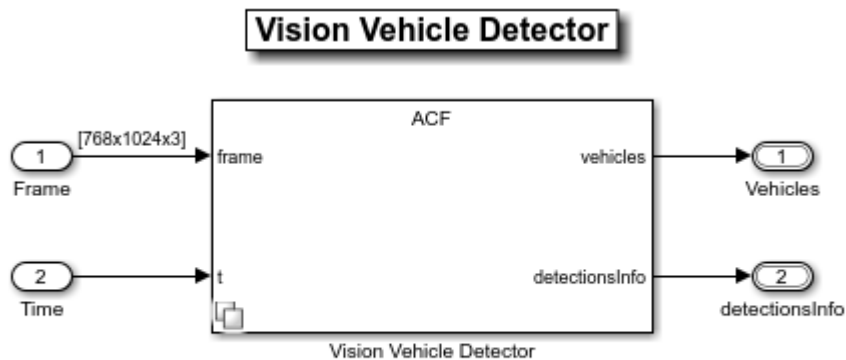 Vision Vehicle Detector
ACF
[768x1024x3]
1
frame
vehicles
1
Frame
Vehicles
2
t
detectionsInfo
2
Time
detectionsInfo
Vision Vehicle Detector